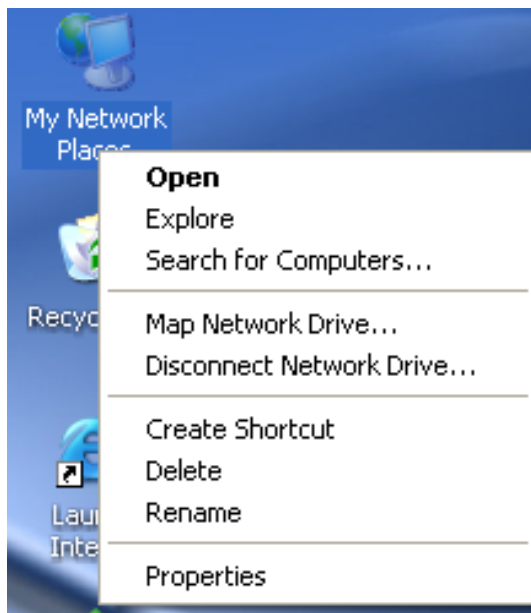 My Network
Places
Open
Explore
Search for Computers...
Map Network Drive...
Disconnect Network Drive...
Create Shortcut
Delete
Rename
Properties